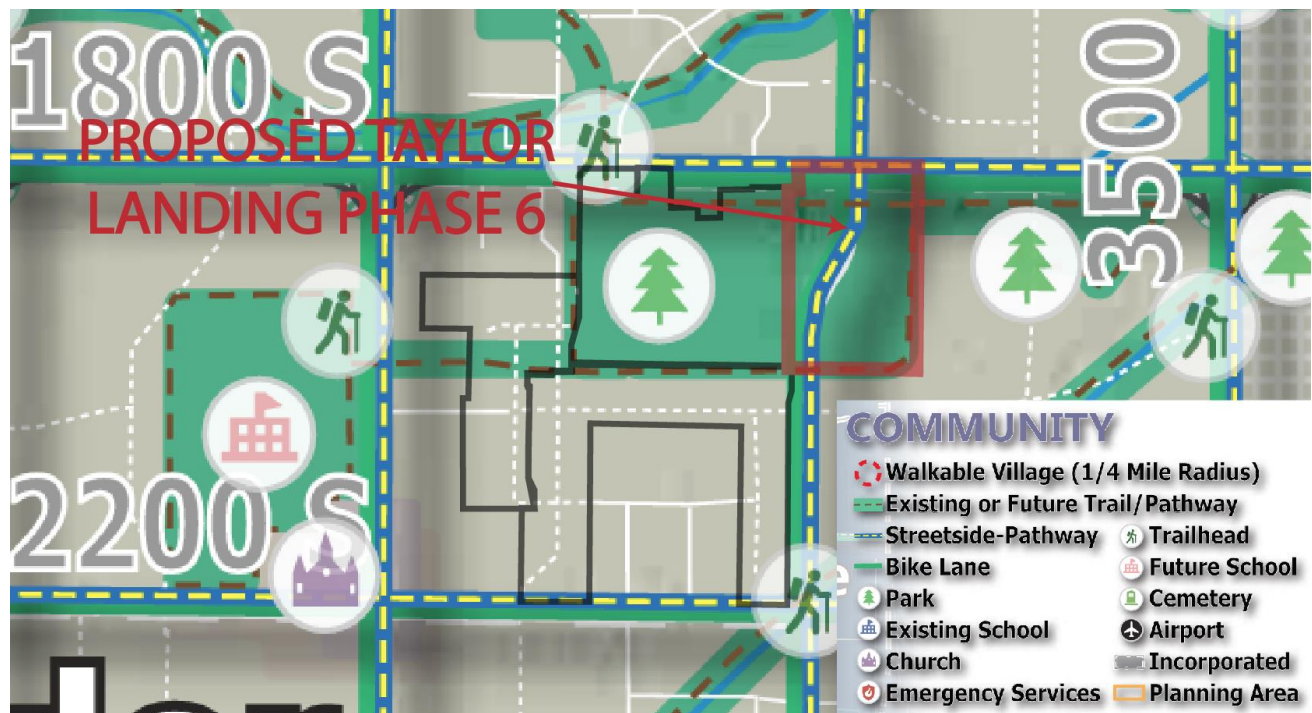 1800 S
PROPOSED TAYLOR
LANDING PHASE 6
3500
2200 S
COMMUNITY
Walkable Village (1/4 Mile Radius)
Existing or Future Trail/Pathway
Streetside-Pathway
Trailhead
Bike Lane
Future School
Park
Cemetery
Existing School
Airport
Church
Incorporated
Emergency Services
Planning Area